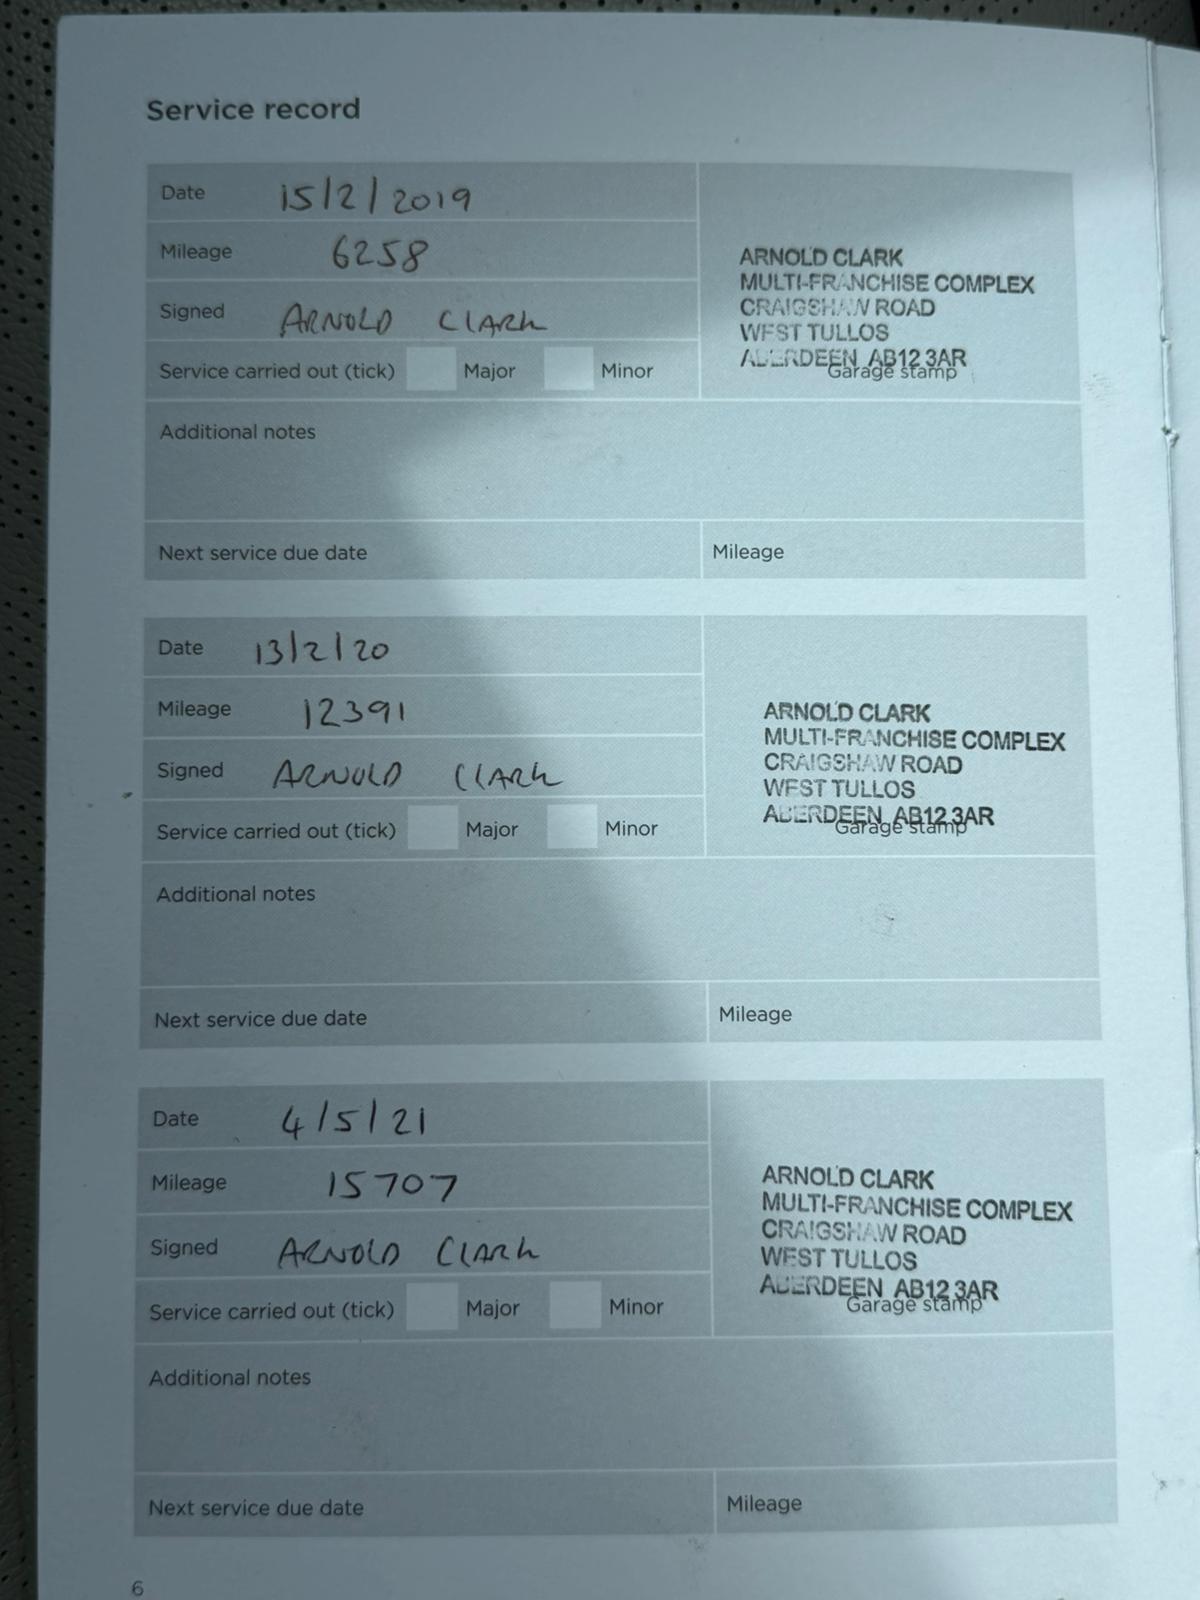 Service record
Date 15/2/2019
Mileage 6258
Signed ARNOLD CLARK
Service carried out (tick) Major Minor
ARNOLD CLARK
MULTI-FRANCHISE COMPLEX
CRAIGSHAW ROAD
WEST TULLOS
ABERDEEN AB12 3AR
Garage stamp
Additional notes
Next service due date Mileage
Date 13/2/20
Mileage 12391
Signed ARNOLD CLARK
Service carried out (tick) Major Minor
ARNOLD CLARK
MULTI-FRANCHISE COMPLEX
CRAIGSHAW ROAD
WEST TULLOS
ABERDEEN AB12 3AR
Garage stamp
Additional notes
Next service due date Mileage
Date 4/5/21
Mileage 15707
Signed ARNOLD CLARK
Service carried out (tick) Major Minor
ARNOLD CLARK
MULTI-FRANCHISE COMPLEX
CRAIGSHAW ROAD
WEST TULLOS
ABERDEEN AB12 3AR
Garage stamp
Additional notes
Next service due date Mileage
6